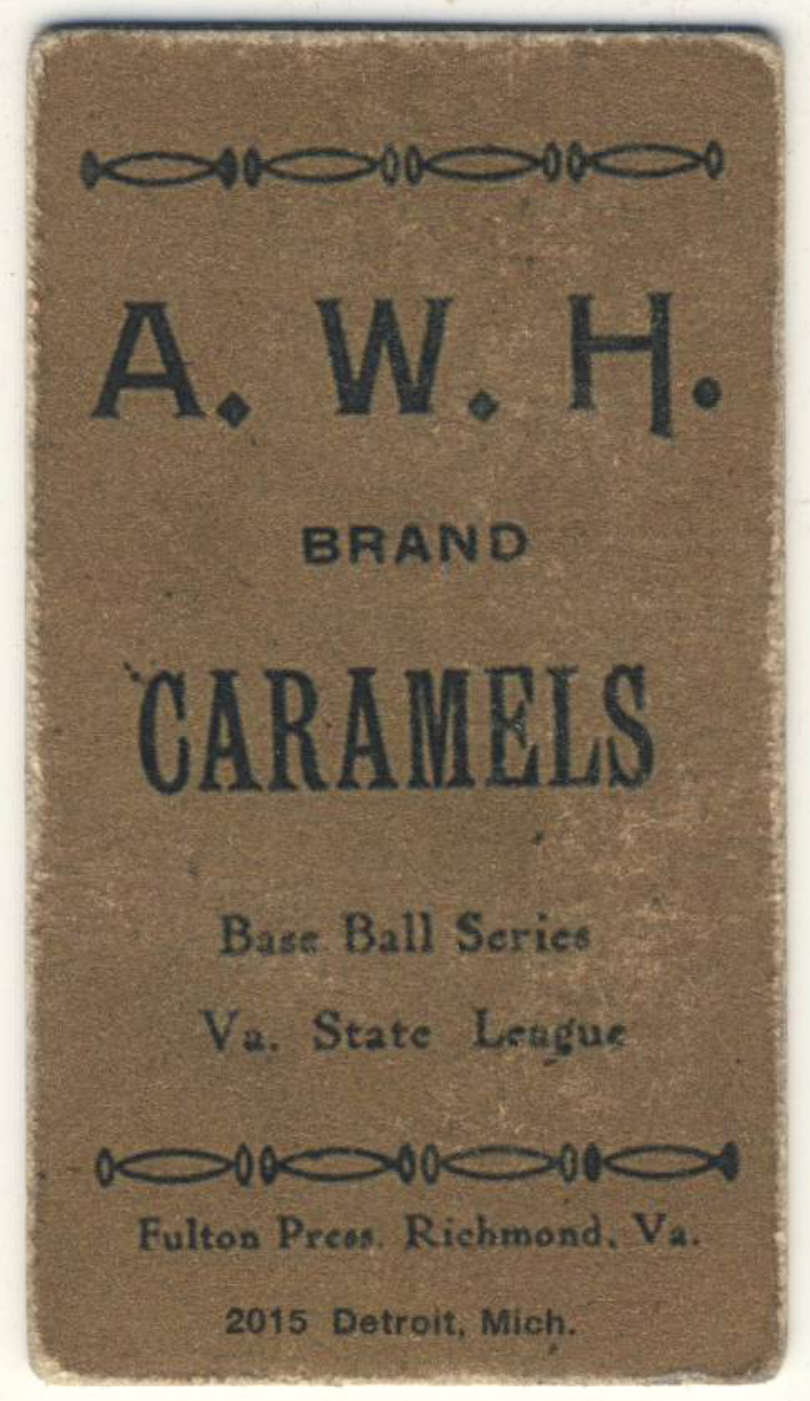 A. W. H.
BRAND
CARAMELS
Base Ball Series
Va. State League
Fulton Press. Richmond, Va.
2015 Detroit, Mich.